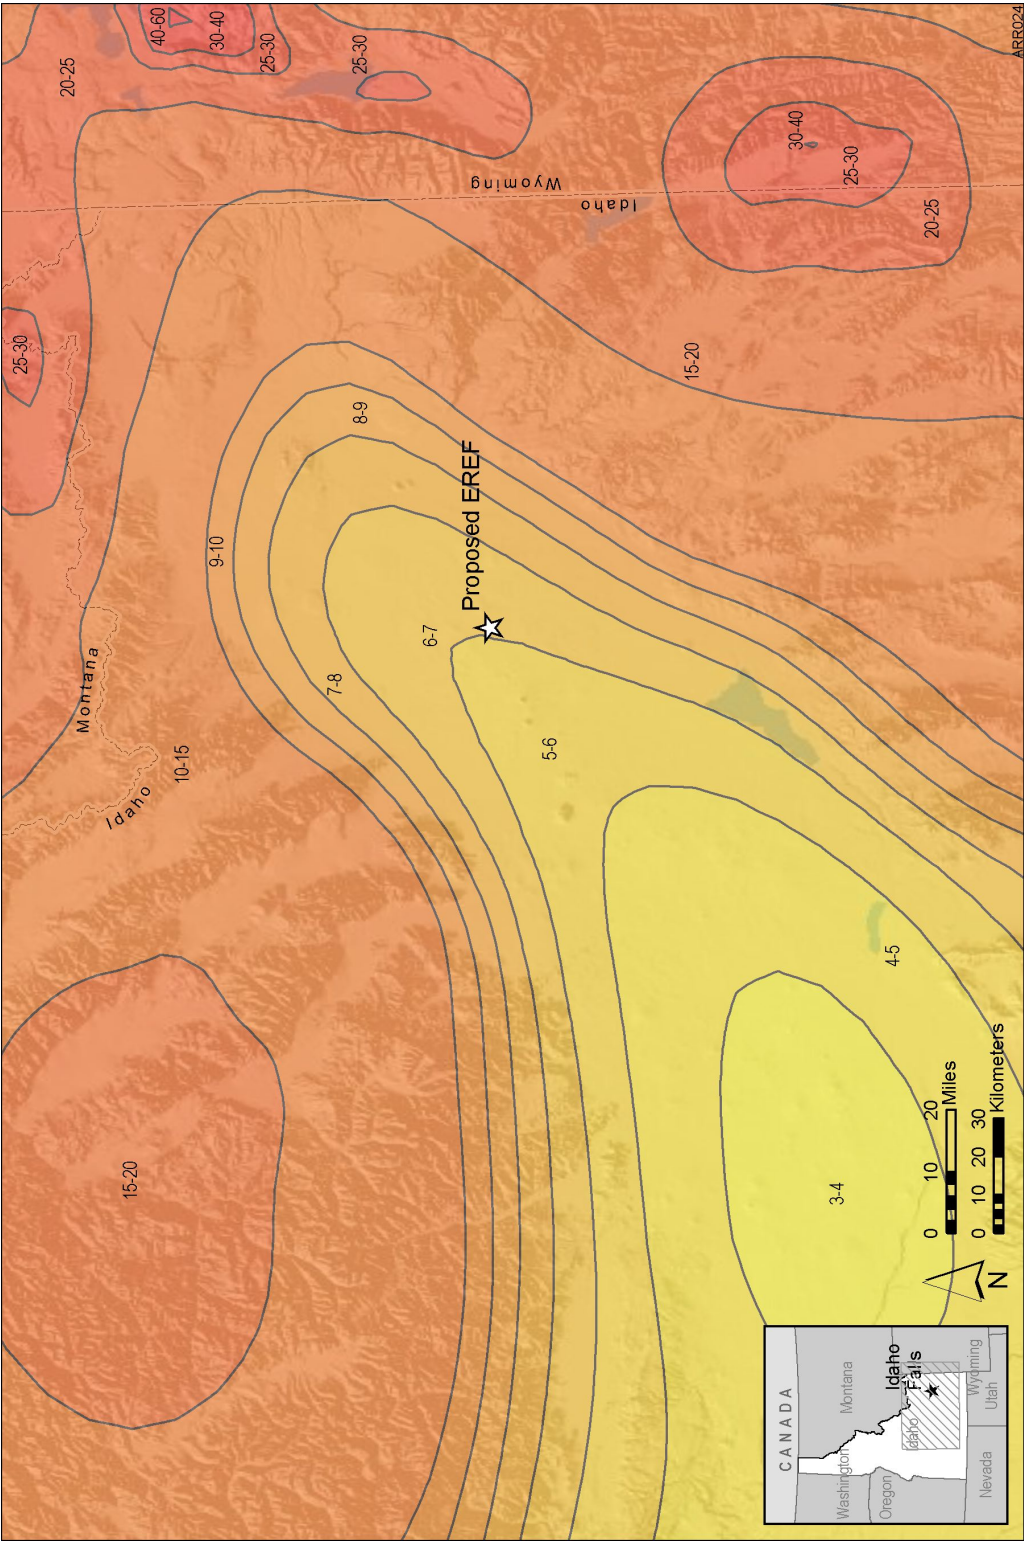 25-30
20-25
Montana
Idaho
15-20
40-60
10-15
9-10
30-40
25-30
7-8
8-9
25-30
6-7
Proposed EREF
Wyoming
5-6
Idaho
15-20
30-40
3-4
25-30
4-5
20-25
CANADA
Washington
Montana
Oregon
Idaho
Idaho
Falls
Wyoming
Nevada
Utah
N
0 10 20
Miles
0 10 20 30
Kilometers
ARR024